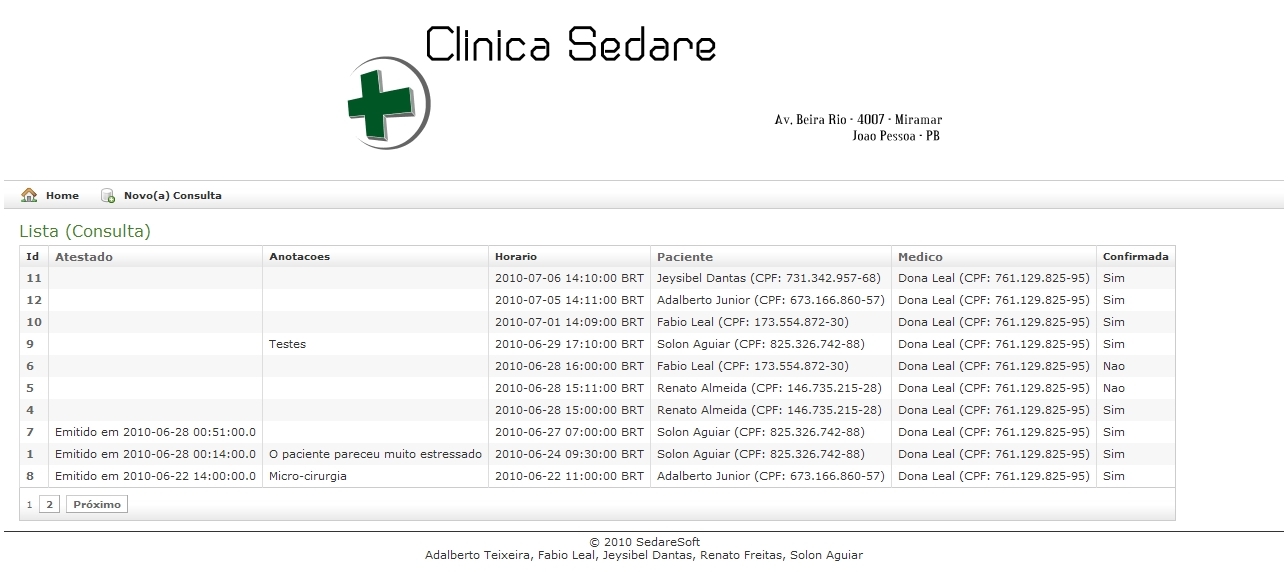 Clinica Sedare
Av. Beira Rio - 4007 - Miramar
Joao Pessoa - PB
Home Novo(a) Consulta
Lista (Consulta)
Id Atestado Anotacoes Horario Paciente Medico Confirmada
11 2010-07-06 14:10:00 BRT Jeysibel Dantas (CPF: 731.342.957-68) Dona Leal (CPF: 761.129.825-95) Sim
12 2010-07-05 14:11:00 BRT Adalberto Junior (CPF: 673.166.860-57) Dona Leal (CPF: 761.129.825-95) Sim
10 2010-07-01 14:09:00 BRT Fabio Leal (CPF: 173.554.872-30) Dona Leal (CPF: 761.129.825-95) Sim
9 Testes 2010-06-29 17:10:00 BRT Solon Aguiar (CPF: 825.326.742-88) Dona Leal (CPF: 761.129.825-95) Sim
6 2010-06-28 16:00:00 BRT Fabio Leal (CPF: 173.554.872-30) Dona Leal (CPF: 761.129.825-95) Nao
5 2010-06-28 15:11:00 BRT Renato Almeida (CPF: 146.735.215-28) Dona Leal (CPF: 761.129.825-95) Nao
4 2010-06-28 15:00:00 BRT Renato Almeida (CPF: 146.735.215-28) Dona Leal (CPF: 761.129.825-95) Sim
7 Emitido em 2010-06-28 00:51:00.0 2010-06-27 07:00:00 BRT Solon Aguiar (CPF: 825.326.742-88) Dona Leal (CPF: 761.129.825-95) Sim
1 Emitido em 2010-06-28 00:14:00.0 O paciente pareceu muito estressado 2010-06-24 09:30:00 BRT Solon Aguiar (CPF: 825.326.742-88) Dona Leal (CPF: 761.129.825-95) Sim
8 Emitido em 2010-06-22 14:00:00.0 Micro-cirurgia 2010-06-22 11:00:00 BRT Adalberto Junior (CPF: 673.166.860-57) Dona Leal (CPF: 761.129.825-95) Sim
1 2 Próximo
© 2010 SedareSoft
Adalberto Teixeira, Fabio Leal, Jeysibel Dantas, Renato Freitas, Solon Aguiar